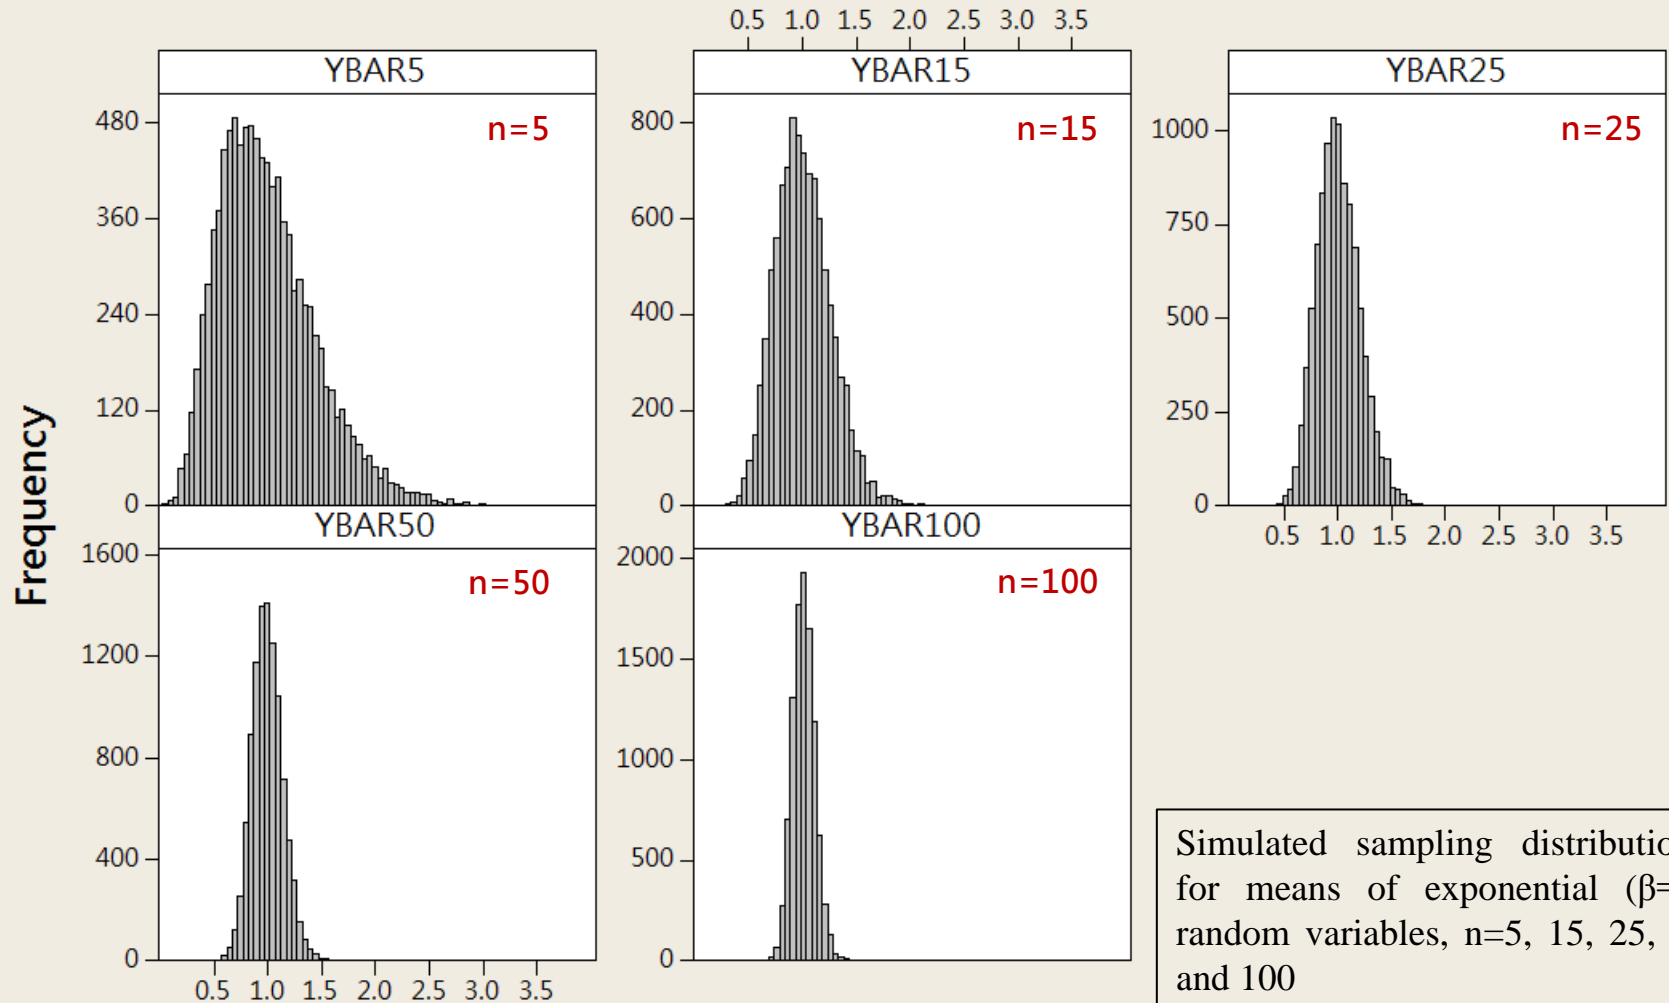 0.5 1.0 1.5 2.0 2.5 3.0 3.5
YBAR5
YBAR15
YBAR25
n=5
n=15
n=25
480
360
240
120
0
800
600
400
200
0
1000
750
500
250
0
0.5 1.0 1.5 2.0 2.5 3.0 3.5
Frequency
YBAR50
YBAR100
n=50
n=100
1600
1200
800
400
0
2000
1500
1000
500
0
0.5 1.0 1.5 2.0 2.5 3.0 3.5
Simulated sampling
for means of exponential
random variables, n=5, 15, 25,
and 100